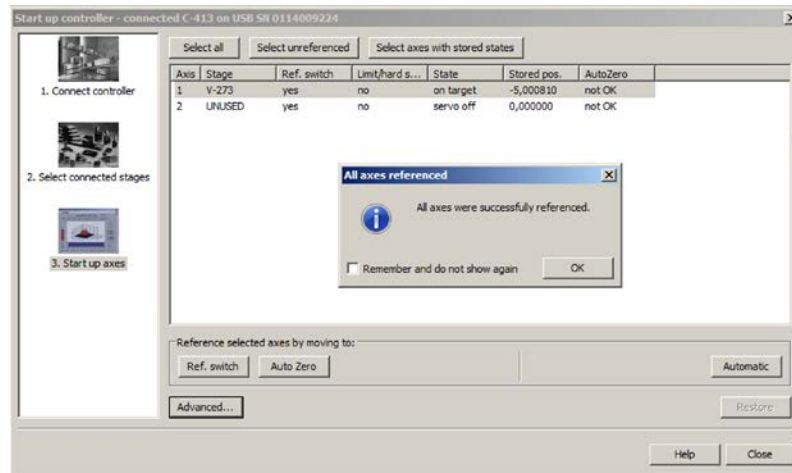 Start up controller - connected C-413 on USB SN 0114009224
1. Connect controller
2. Select connected stages
3. Start up axes
Select all Select unreferenced Select axes with stored states
Axis Stage Ref. switch Limit/hard s... State Stored pos. AutoZero
1 V-273 yes no on target -5,000810 not OK
2 UNUSED yes no servo off 0,000000 not OK
All axes referenced
All axes were successfully referenced.
Remember and do not show again OK
Reference selected axes by moving to:
Ref. switch Auto Zero Automatic
Advanced... Restore
Help Close